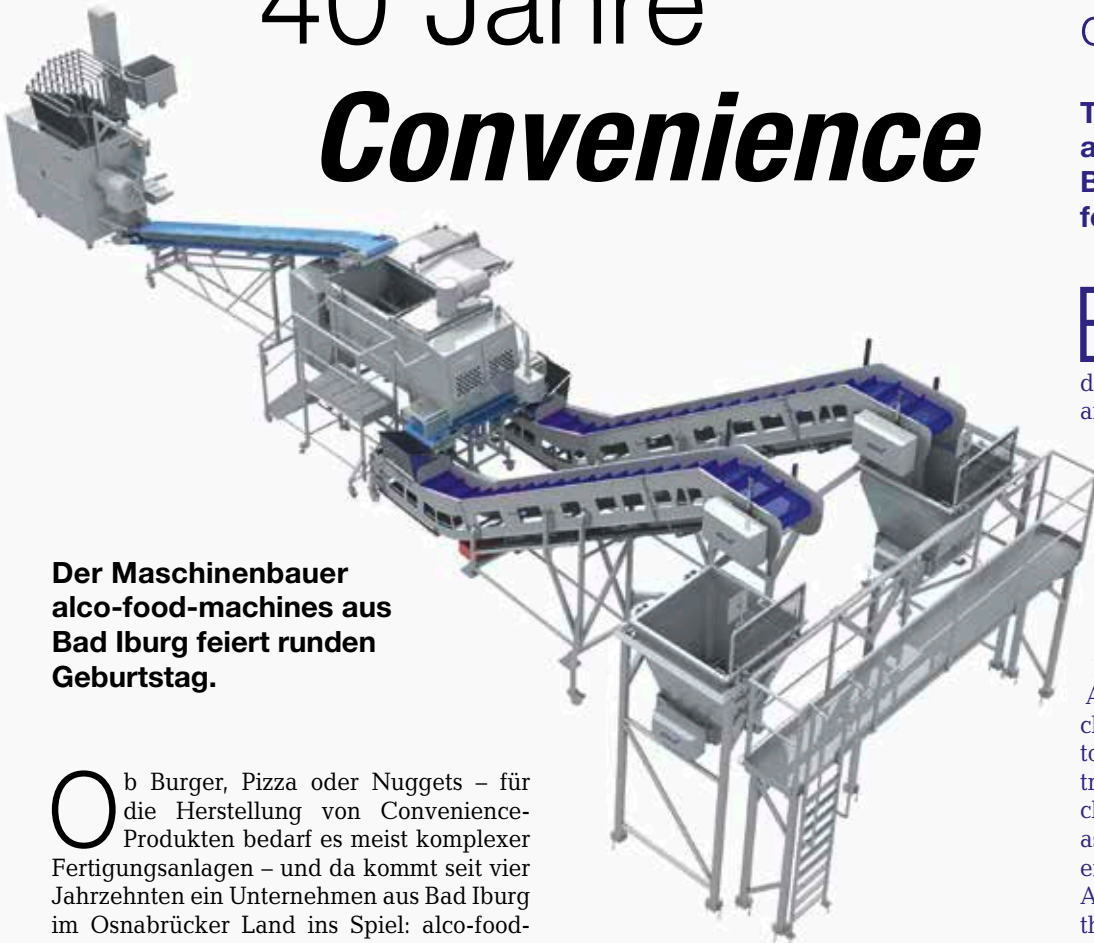 40 Jahre
Convenience
Der Maschinenbauer
alco-food-machines aus
Bad Iburg feiert runden
Geburtstag.
Ob Burger, Pizza oder Nuggets – für
die Herstellung von Convenience-
Produkten bedarf es meist komplexer
Fertigungsanlagen – und da kommt seit vier
Jahrzehnten ein Unternehmen aus Bad Iburg
im Osnabrücker Land ins Spiel: alco-food-